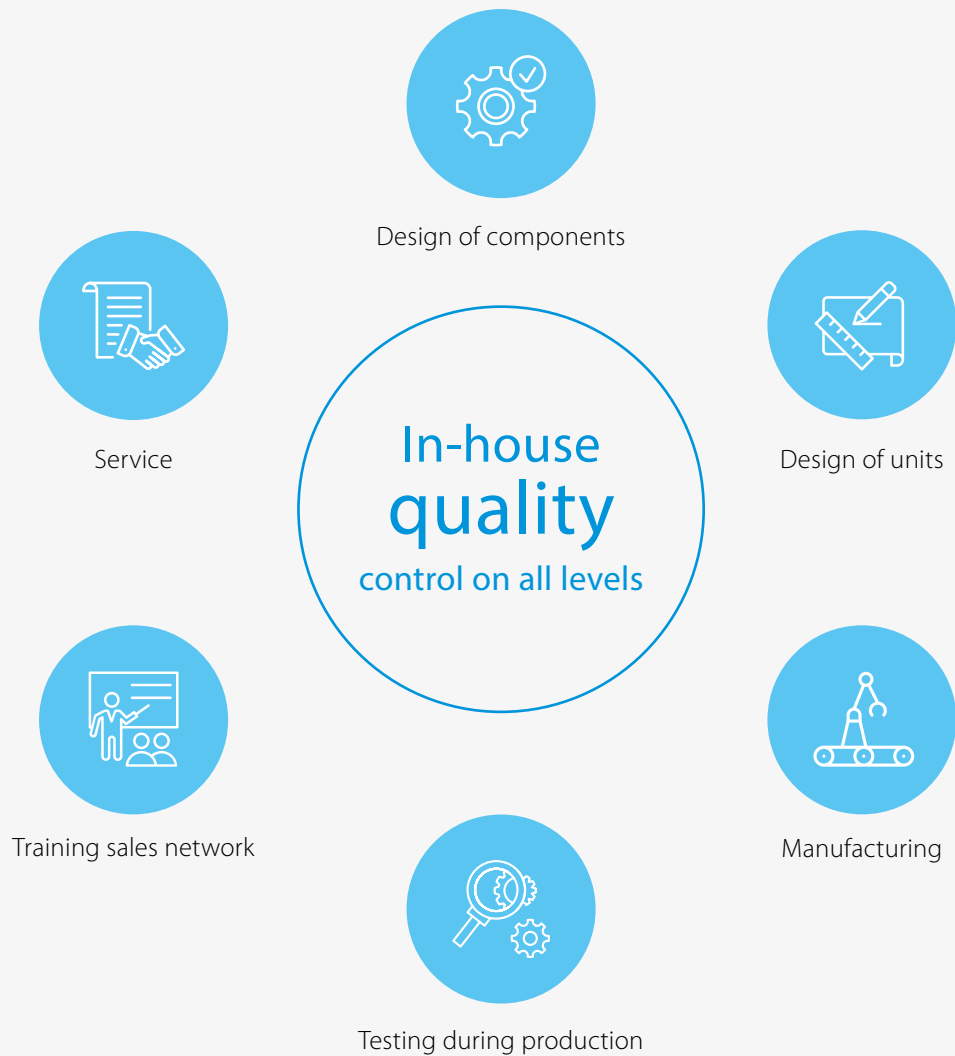 Design of components
Service
Design of units
In-house
quality
control on all levels
Training sales network
Manufacturing
Testing during production